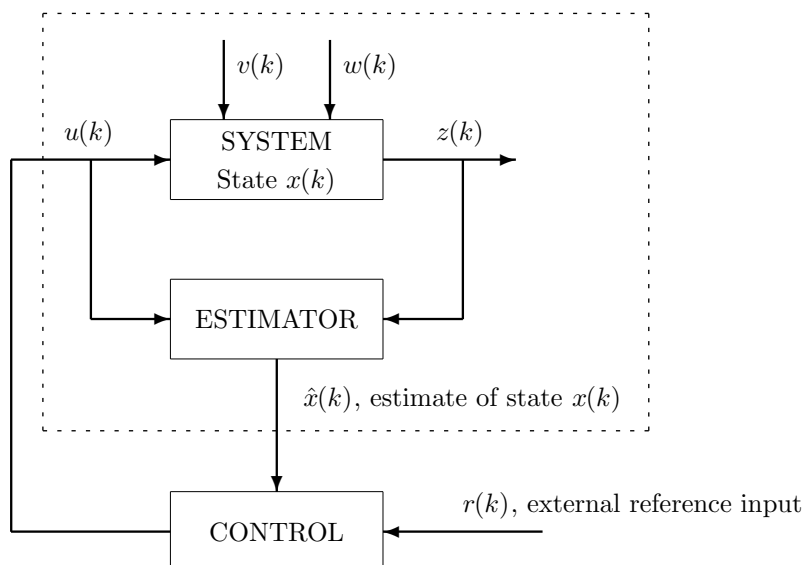 v(k)
w(k)
u(k)
SYSTEM
z(k)
State x(k)
ESTIMATOR
x̂(k), estimate of state x(k)
r(k), external reference input
CONTROL